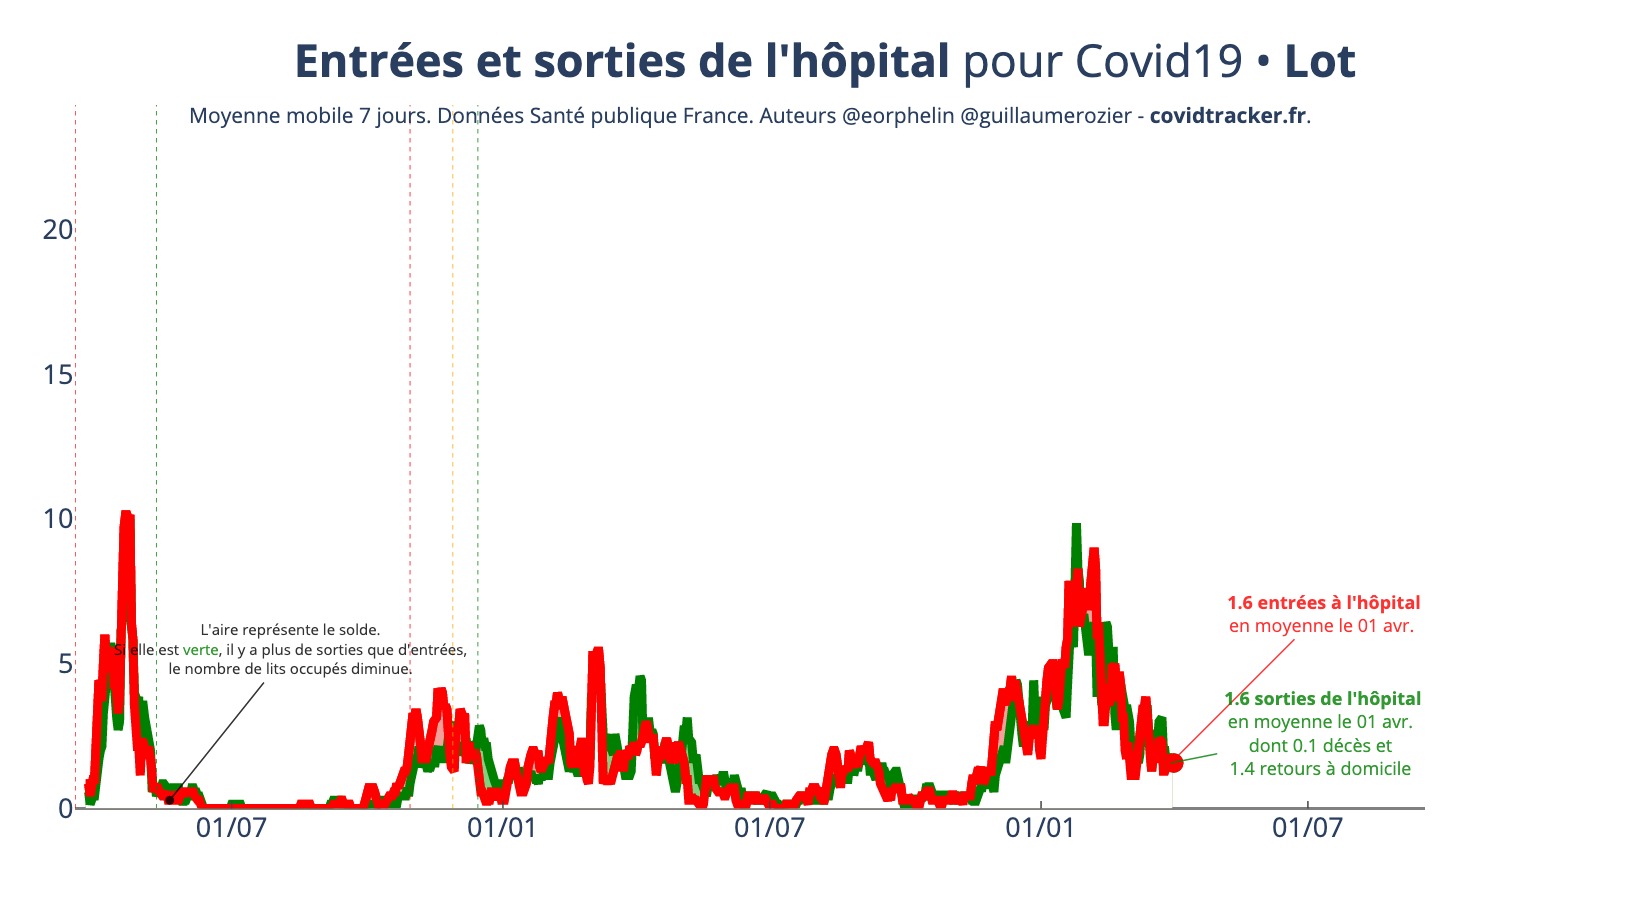 Entrées et sorties de l'hôpital pour Covid19 • Lot
Moyenne mobile 7 jours. Données Santé publique France. Auteurs @eorphelin @guillaumerozier - covidtracker.fr.
20
15
10
5
0
L'aire représente le solde.
Si elle est verte, il y a plus de sorties que d'entrées,
le nombre de lits occupés diminue.
1.6 entrées à l'hôpital
en moyenne le 01 avr.
1.6 sorties de l'hôpital
en moyenne le 01 avr.
dont 0.1 décès et
1.4 retours à domicile
01/07
01/01
01/07
01/01
01/07